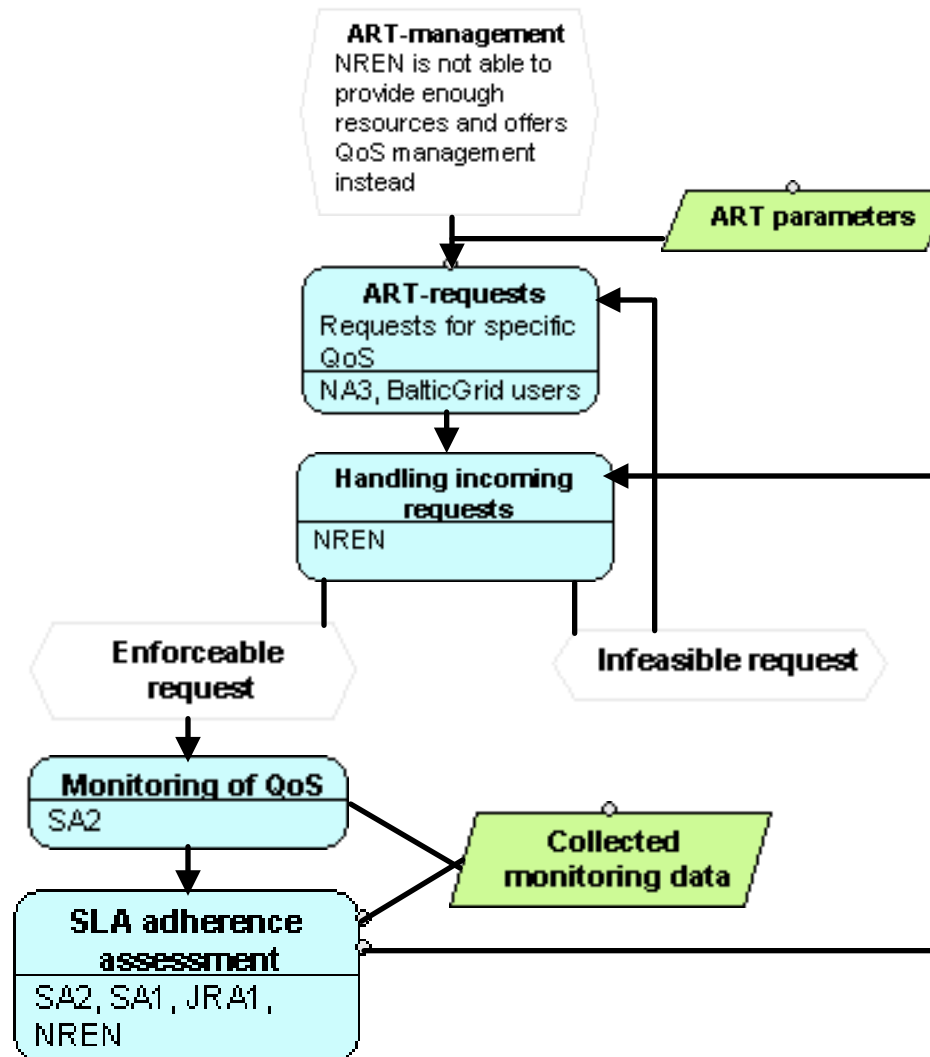 ART-management
NREN is not able to
provide enough
resources and offers
QoS management
instead
ART parameters
ART-requests
Requests for specific
QoS
NA3, BalticGrid users
Handling incoming
requests
NREN
Enforceable
request
Infeasible request
Monitoring of QoS
SA2
Collected
monitoring data
SLA adherence
assessment
SA2, SA1, JRA1,
NREN